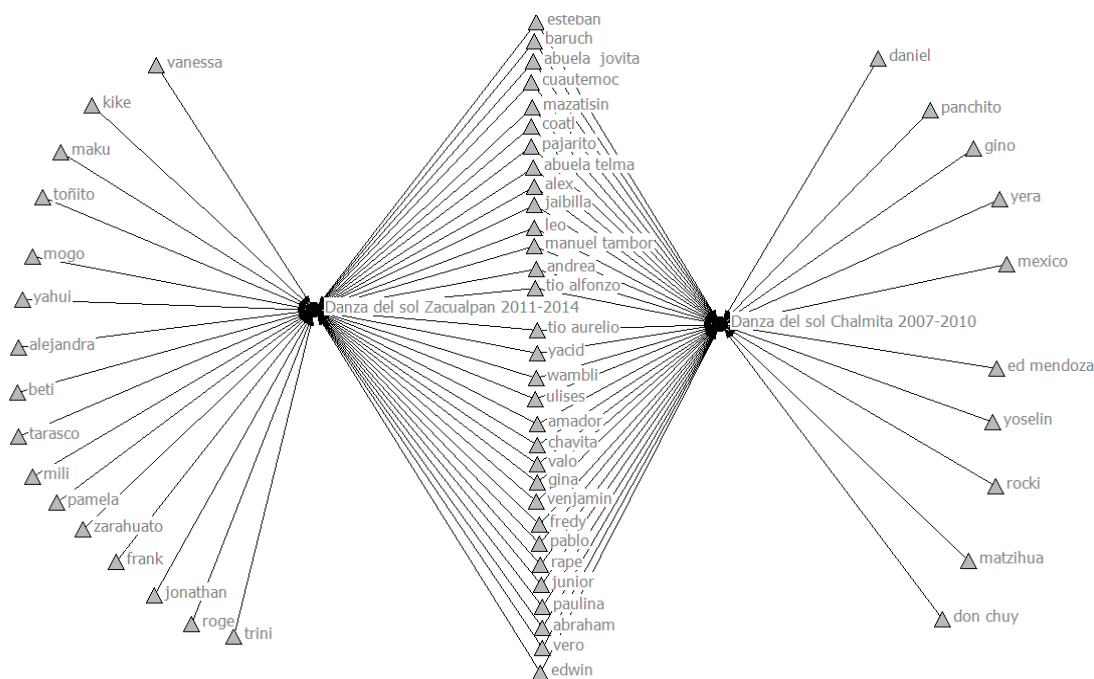 vanessa
kike
maku
toñito
mogo
yahui
alejandra
beti
tarasco
mili
pamela
zarahuato
frank
jonathan
roge
trini
Danza del sol Zacualpan 2011-2014
esteban
baruch
abuela jovita
cuautemoc
mazatisin
coatl
pajarito
abuela telma
alex
jaibilla
leo
manuel tambor
andrea
tio alfonzo
tio aurelio
yacid
wambli
ulises
amador
chavita
valo
gina
venjamin
fredy
pablo
rape
junior
paulina
abraham
vero
edwin
Danza del sol Chalmita 2007-2010
daniel
panchito
gino
yera
mexico
ed mendoza
yoselin
rocki
matzihua
don chuy